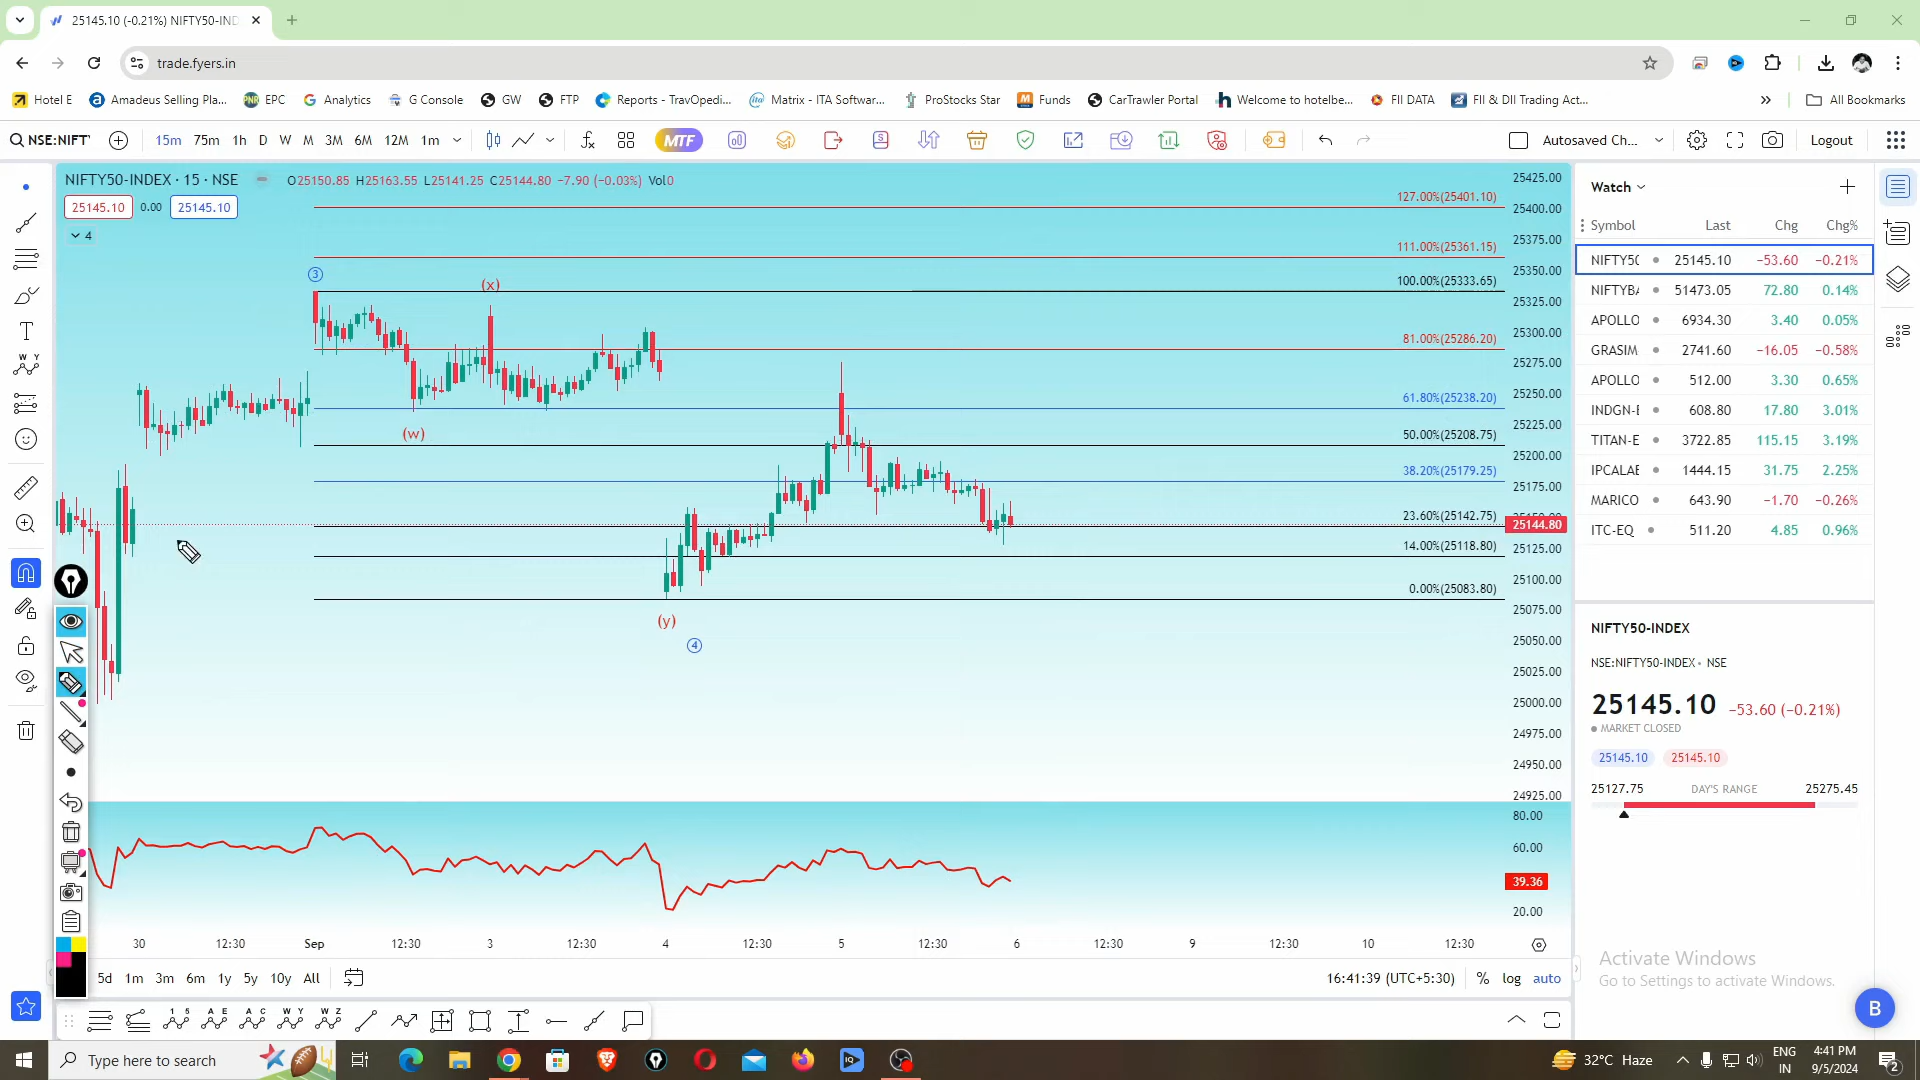 25145.10 (-0.21%) NIFTY50-IND
trade.fyers.in
Hotel E
Amadeus Selling Pla...
EPC
Analytics
G Console
GW
FTP
Reports - TravOpedi...
Matrix - ITA Softwar...
ProStocks Star
Funds
CarTrawler Portal
Welcome to hotelbe...
FII DATA
FII & DII Trading Act...
All Bookmarks
NSE:NIFTY
15m 75m 1h D W M 3M 6M 12M 1m
MTF
Autosaved Ch...
Logout
NIFTY50-INDEX · 15 · NSE
O25150.85 H25163.55 L25141.25 C25144.80 −7.90 (−0.03%) Vol0
25145.10 0.00 25145.10
4
127.00%(25401.10)
111.00%(25361.15)
100.00%(25333.65)
81.00%(25286.20)
61.80%(25238.20)
50.00%(25208.75)
38.20%(25179.25)
23.60%(25142.75)
14.00%(25118.80)
0.00%(25083.80)
3
(x)
(w)
(y)
4
25425.00
25400.00
25375.00
25350.00
25325.00
25300.00
25275.00
25250.00
25225.00
25200.00
25175.00
25144.80
25125.00
25100.00
25075.00
25050.00
25025.00
25000.00
24975.00
24950.00
24925.00
80.00
60.00
39.36
20.00
30 12:30 Sep 12:30 3 12:30 4 12:30 5 12:30 6 12:30 9 12:30 10 12:30
5d 1m 3m 6m 1y 5y 10y All
16:41:39 (UTC+5:30) % log auto
Watch
Symbol Last Chg Chg%
NIFTY50 25145.10 −53.60 −0.21%
NIFTYBA 51473.05 72.80 0.14%
APOLLO 6934.30 3.40 0.05%
GRASIM 2741.60 −16.05 −0.58%
APOLLO 512.00 3.30 0.65%
INDGN-E 608.80 17.80 3.01%
TITAN-E 3722.85 115.15 3.19%
IPCALAB 1444.15 31.75 2.25%
MARICO 643.90 −1.70 −0.26%
ITC-EQ 511.20 4.85 0.96%
NIFTY50-INDEX
NSE:NIFTY50-INDEX • NSE
25145.10 −53.60 (−0.21%)
MARKET CLOSED
25145.10 25145.10
25127.75 DAY'S RANGE 25275.45
Activate Windows
Go to Settings to activate Windows.
B
Type here to search
32°C Haze
ENG
IN
4:41 PM
9/5/2024
2